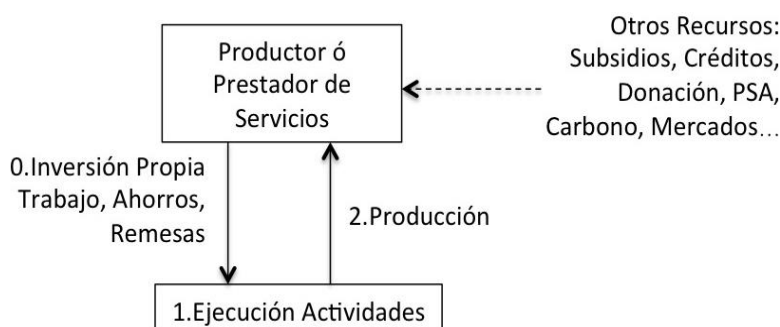 Productor ó
Prestador de
Servicios
Otros Recursos:
Subsidios, Créditos,
Donación, PSA,
Carbono, Mercados...
0.Inversión Propia
Trabajo, Ahorros,
Remesas
2.Producción
1.Ejecución Actividades